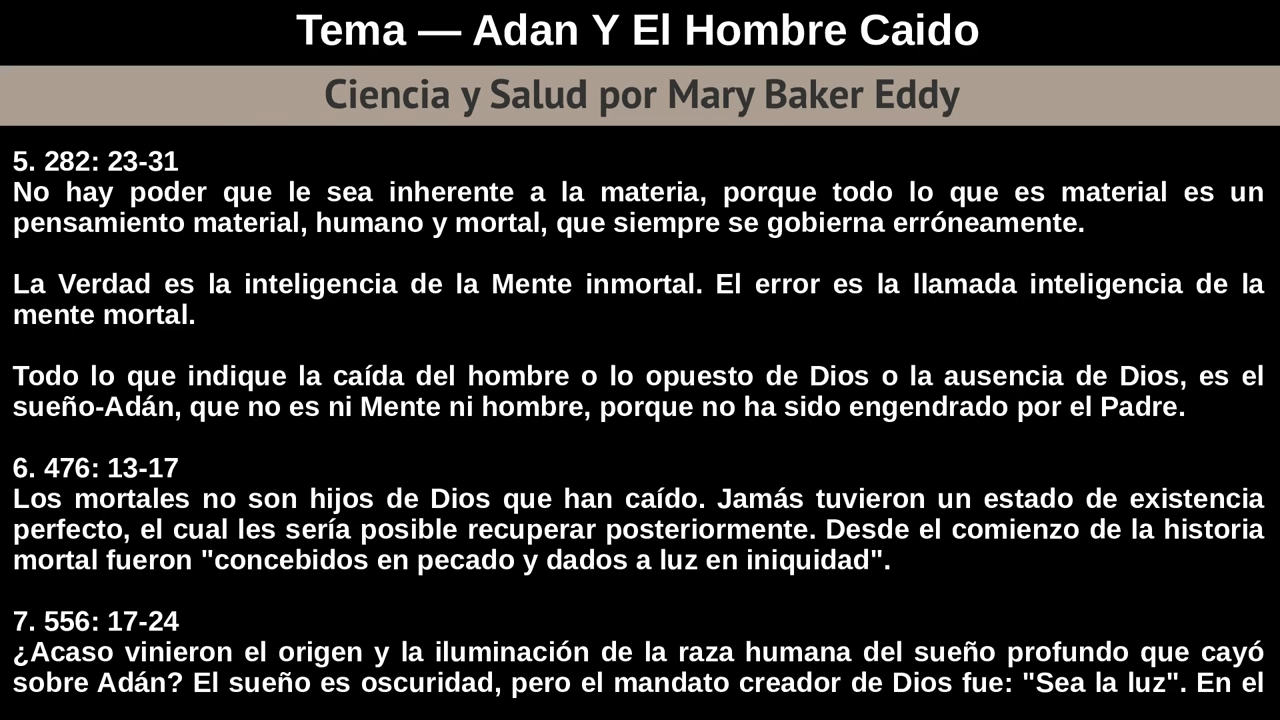 Tema — Adan Y El Hombre Caido
Ciencia y Salud por Mary Baker Eddy
5. 282: 23-31
No hay poder que le sea inherente a la materia, porque todo lo que es material es un
pensamiento material, humano y mortal, que siempre se gobierna erróneamente.
La Verdad es la inteligencia de la Mente inmortal. El error es la llamada inteligencia de la
mente mortal.
Todo lo que indique la caída del hombre o lo opuesto de Dios o la ausencia de Dios, es el
sueño-Adán, que no es ni Mente ni hombre, porque no ha sido engendrado por el Padre.
6. 476: 13-17
Los mortales no son hijos de Dios que han caído. Jamás tuvieron un estado de existencia
perfecto, el cual les sería posible recuperar posteriormente. Desde el comienzo de la historia
mortal fueron "concebidos en pecado y dados a luz en iniquidad".
7. 556: 17-24
¿Acaso vinieron el origen y la iluminación de la raza humana del sueño profundo que cayó
sobre Adán? El sueño es oscuridad, pero el mandato creador de Dios fue: "Sea la luz". En el